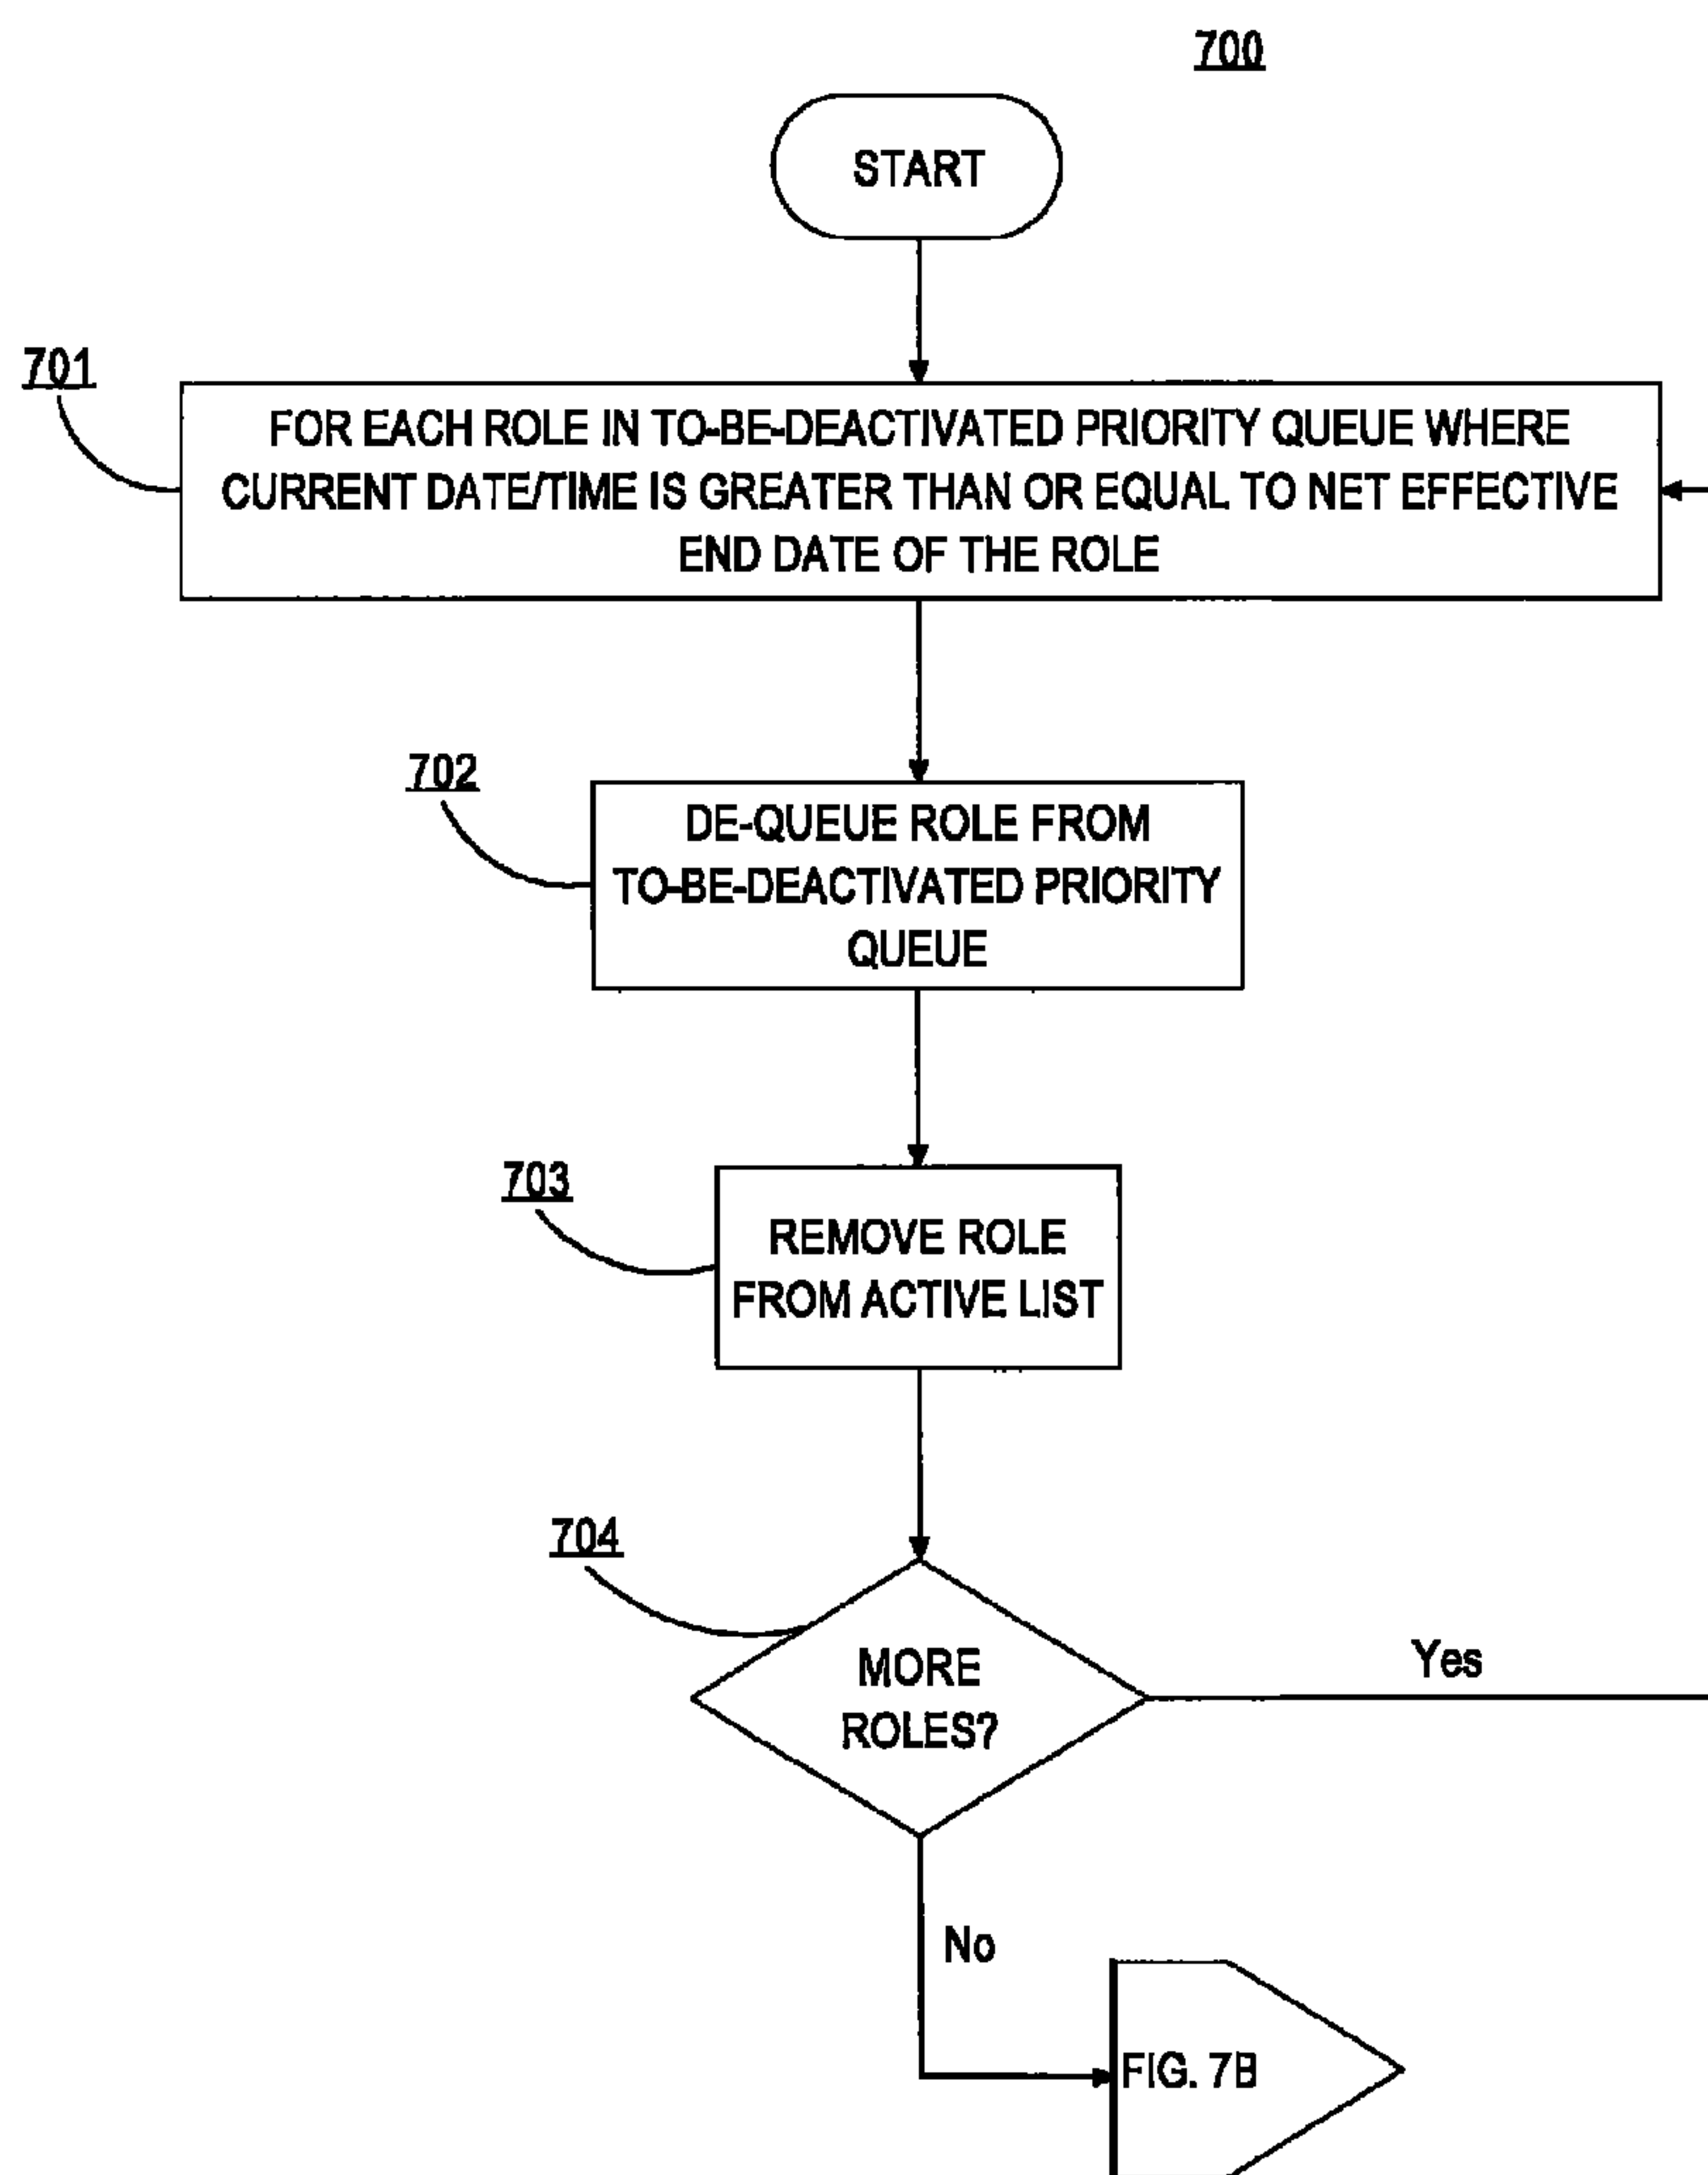 700
START
701
FOR EACH ROLE IN TO-BE-DEACTIVATED PRIORITY QUEUE WHERE
CURRENT DATE/TIME IS GREATER THAN OR EQUAL TO NET EFFECTIVE
END DATE OF THE ROLE
702
DE-QUEUE ROLE FROM
TO-BE-DEACTIVATED PRIORITY
QUEUE
703
REMOVE ROLE
FROM ACTIVE LIST
704
MORE
ROLES?
Yes
No
FIG. 7B